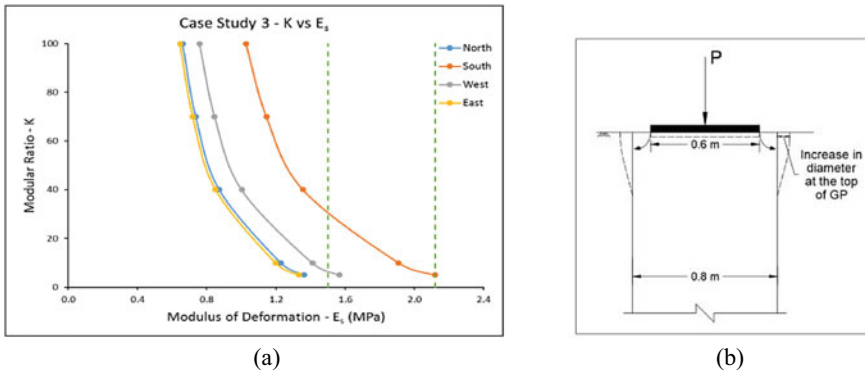 Case Study 3 - K vs Es
North
South
West
East
Modular Ratio - K
100
80
60
40
20
0
0.0 0.4 0.8 1.2 1.6 2.0 2.4
Modulus of Deformation - Es (MPa)
(a)
P
0.6 m
Increase in
diameter
at the top
of GP
0.8 m
(b)